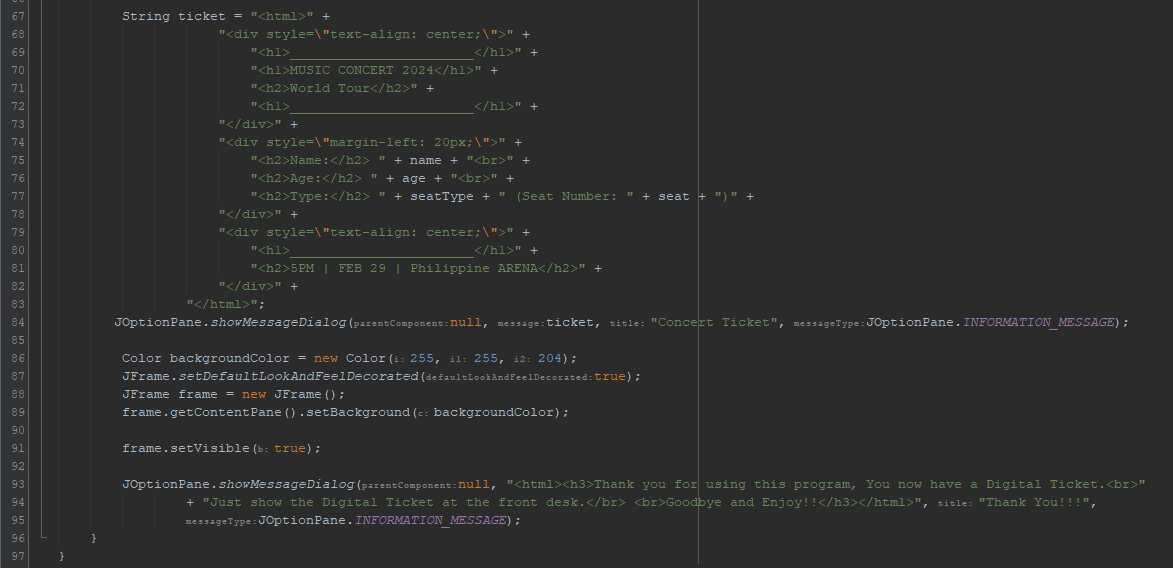 67 String ticket = "<html>" +
68 "<div style=\"text-align: center;\">" +
69 "<h1>_______________________</h1>" +
70 "<h1>MUSIC CONCERT 2024</h1>" +
71 "<h2>World Tour</h2>" +
72 "<h1>_______________________</h1>" +
73 "</div>" +
74 "<div style=\"margin-left: 20px;\">" +
75 "<h2>Name:</h2> " + name + "<br>" +
76 "<h2>Age:</h2> " + age + "<br>" +
77 "<h2>Type:</h2> " + seatType + " (Seat Number: " + seat + ")" +
78 "</div>" +
79 "<div style=\"text-align: center;\">" +
80 "<h1>_______________________</h1>" +
81 "<h2>5PM | FEB 29 | Philippine ARENA</h2>" +
82 "</div>" +
83 "</html>";
84 JOptionPane.showMessageDialog(parentComponent: null, message: ticket, title: "Concert Ticket", messageType: JOptionPane.INFORMATION_MESSAGE);
85
86 Color backgroundColor = new Color(i: 255, i1: 255, i2: 204);
87 JFrame.setDefaultLookAndFeelDecorated(defaultLookAndFeelDecorated: true);
88 JFrame frame = new JFrame();
89 frame.getContentPane().setBackground(c: backgroundColor);
90
91 frame.setVisible(b: true);
92
93 JOptionPane.showMessageDialog(parentComponent: null, "<html><h3>Thank you for using this program, You now have a Digital Ticket.<br>"
94 + "Just show the Digital Ticket at the front desk.</br> <br>Goodbye and Enjoy!!</h3></html>", title: "Thank You!!!",
95 messageType: JOptionPane.INFORMATION_MESSAGE);
96 }
97 }